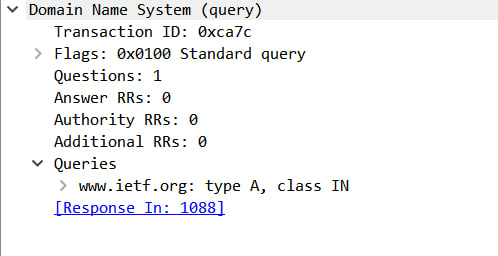 Domain Name System (query)
Transaction ID: 0xca7c
Flags: 0x0100 Standard query
Questions: 1
Answer RRs: 0
Authority RRs: 0
Additional RRs: 0
Queries
www.ietf.org: type A, class IN
[Response In: 1088]